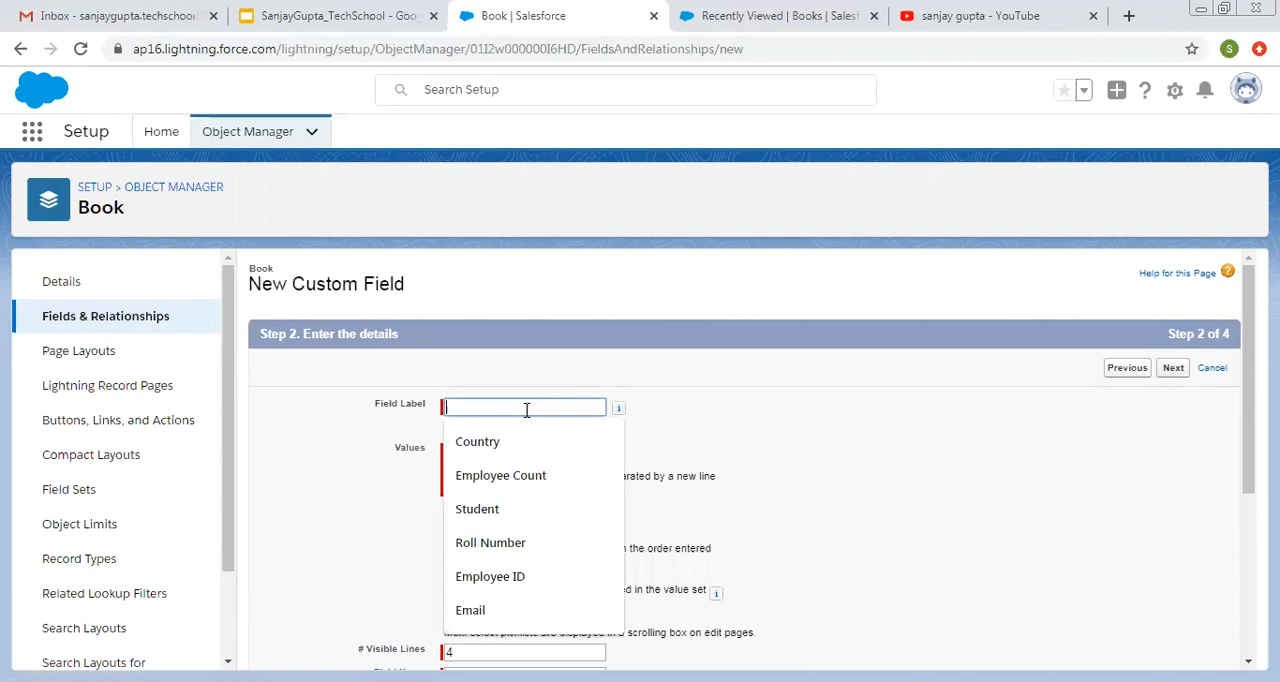 Inbox - sanjaygupta.techschool
SanjayGupta_TechSchool - Goo
Book | Salesforce
Recently Viewed | Books | Salesf
sanjay gupta - YouTube
ap16.lightning.force.com/lightning/setup/ObjectManager/01I2w000000I6HD/FieldsAndRelationships/new
S
Search Setup
Setup
Home
Object Manager
SETUP > OBJECT MANAGER
Book
Details
Fields & Relationships
Page Layouts
Lightning Record Pages
Buttons, Links, and Actions
Compact Layouts
Field Sets
Object Limits
Record Types
Related Lookup Filters
Search Layouts
Search Layouts for
Book
New Custom Field
Help for this Page
Step 2. Enter the details
Step 2 of 4
Previous
Next
Cancel
Field Label
Country
Employee Count
Student
Roll Number
Employee ID
Email
Values
arated by a new line
the order entered
d in the value set
scrolling box on edit pages.
# Visible Lines
4